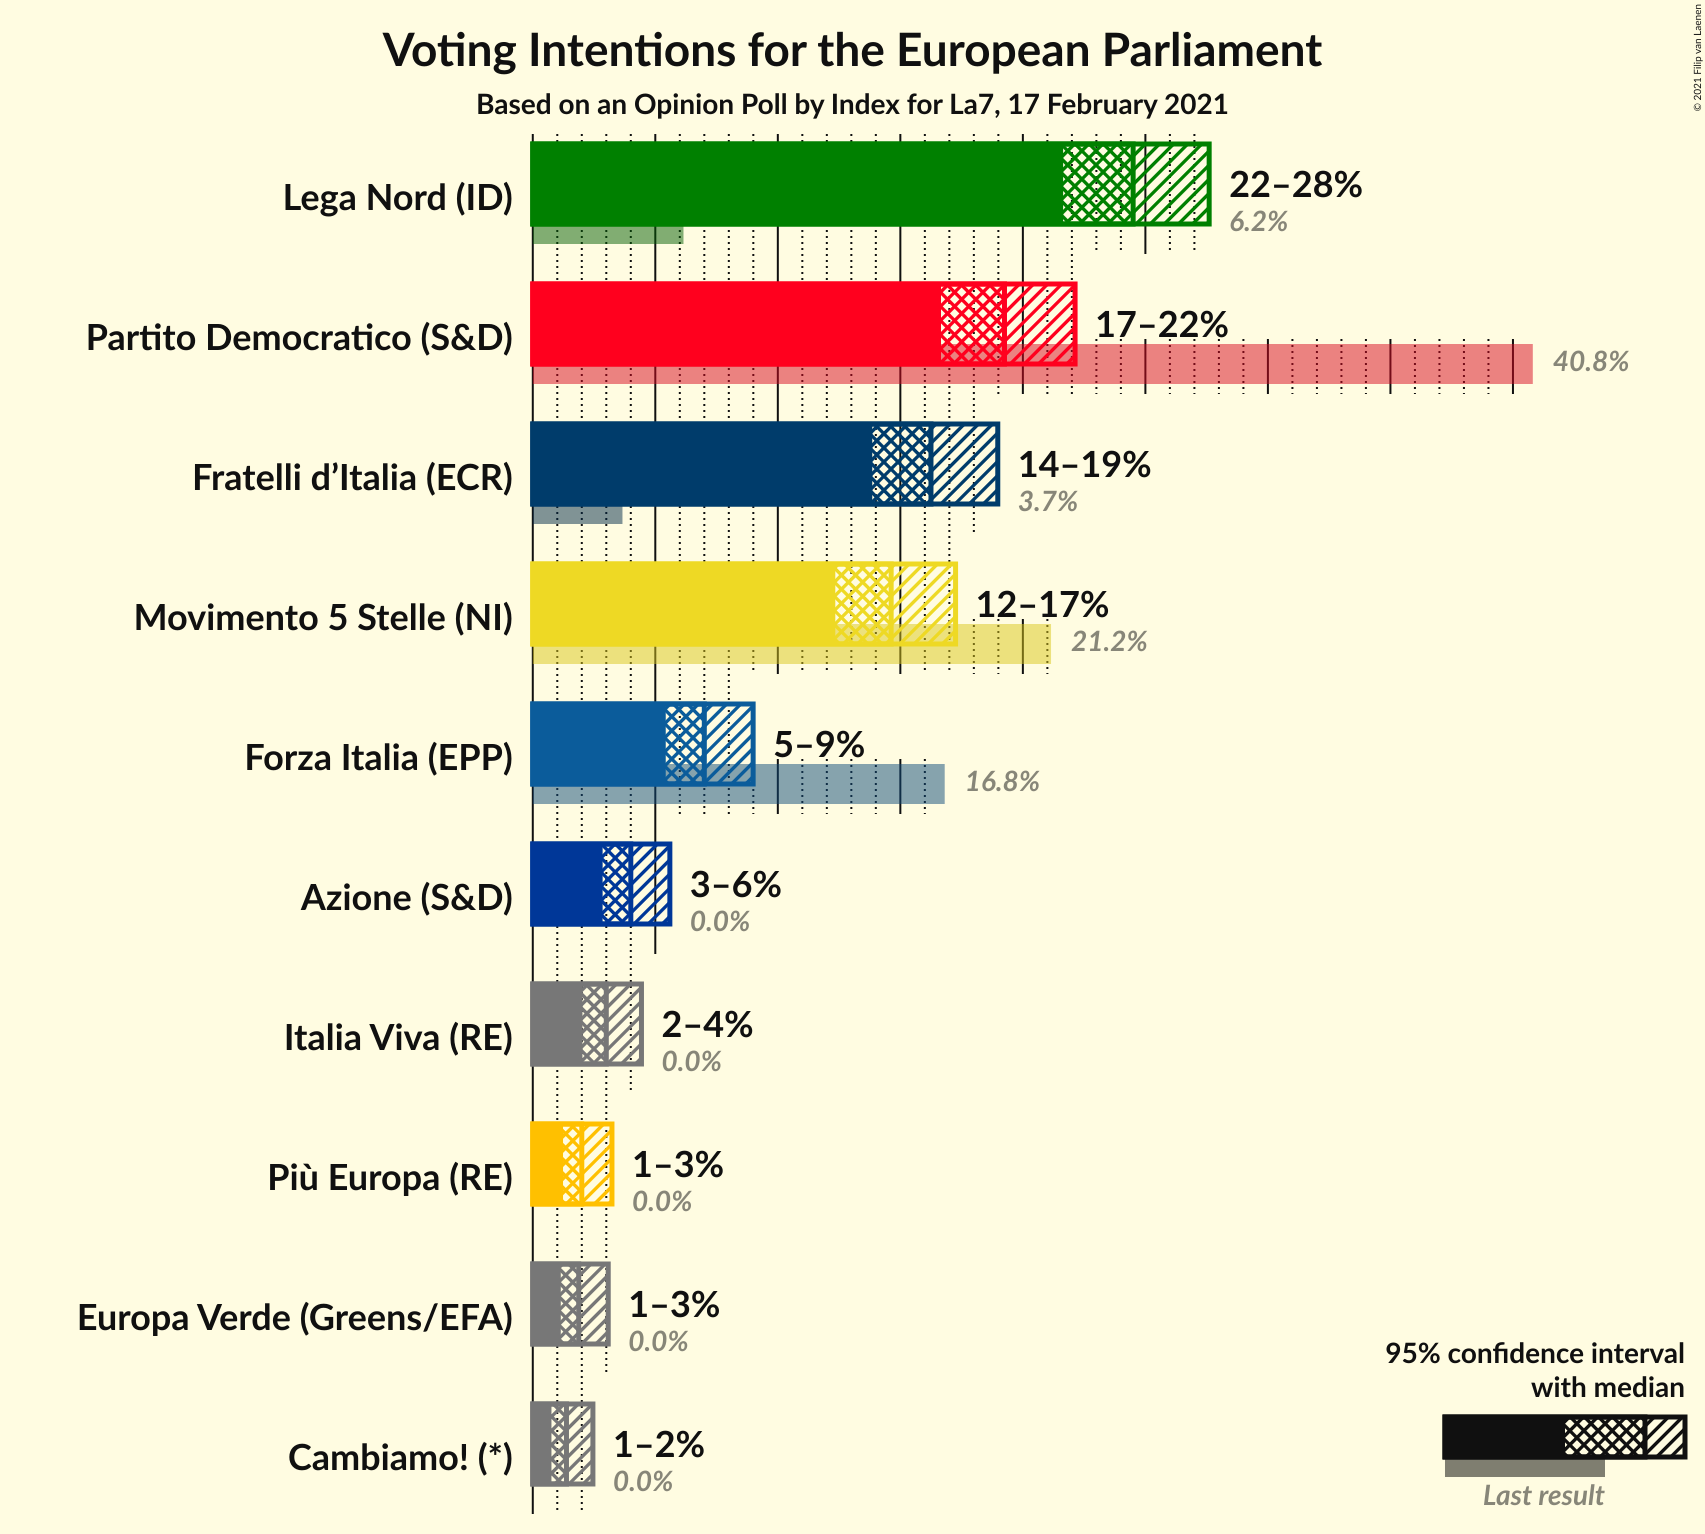 Voting Intentions for the European Parliament
Based on an Opinion Poll by Index for La7, 17 February 2021
© 2021 Filip van Laenen
Lega Nord (ID)
22–28%
6.2%
Partito Democratico (S&D)
17–22%
40.8%
Fratelli d’Italia (ECR)
14–19%
3.7%
Movimento 5 Stelle (NI)
12–17%
21.2%
Forza Italia (EPP)
5–9%
16.8%
Azione (S&D)
3–6%
0.0%
Italia Viva (RE)
2–4%
0.0%
Più Europa (RE)
1–3%
0.0%
Europa Verde (Greens/EFA)
1–3%
0.0%
Cambiamo! (*)
1–2%
0.0%
95% confidence interval
with median
Last result